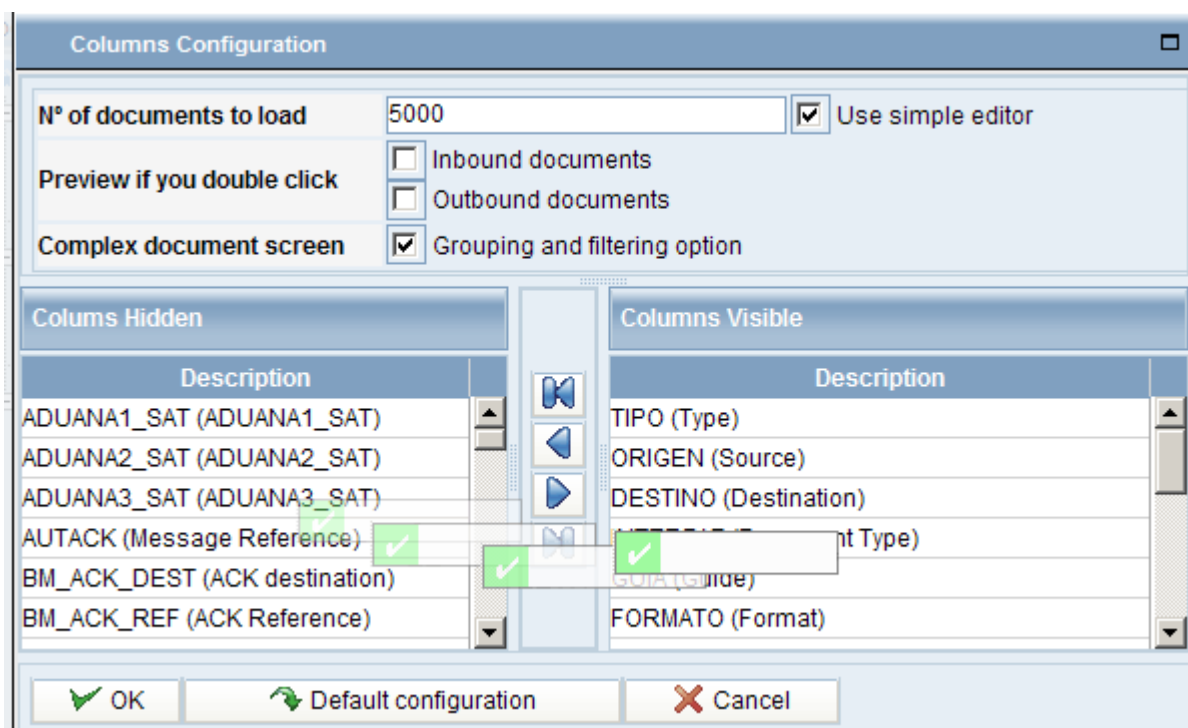 Columns Configuration
N° of documents to load 5000 Use simple editor
Preview if you double click
Inbound documents
Outbound documents
Complex document screen Grouping and filtering option
Colums Hidden
Description
ADUANA1_SAT (ADUANA1_SAT)
ADUANA2_SAT (ADUANA2_SAT)
ADUANA3_SAT (ADUANA3_SAT)
AUTACK (Message Reference)
BM_ACK_DEST (ACK destination)
BM_ACK_REF (ACK Reference)
Columns Visible
Description
TIPO (Type)
ORIGEN (Source)
DESTINO (Destination)
Type)
GUIA (Guide)
FORMATO (Format)
OK Default configuration Cancel